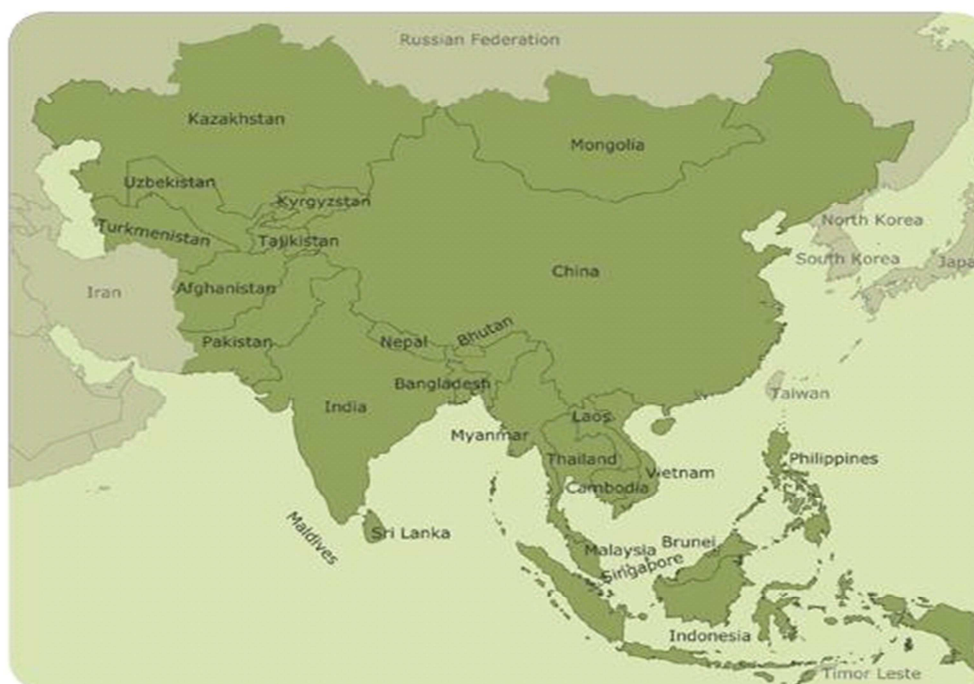 Russian Federation
Kazakhstan
Mongolia
Uzbekistan
Kyrgyzstan
North Korea
Turkmenistan
Tajikistan
South Korea
Japa
China
Iran
Afghanistan
Pakistan
Nepal
Bhutan
Bangladesh
Taiwan
India
Laos
Myanmar
Thailand
Philippines
Vietnam
Cambodia
Maldives
Sri Lanka
Malaysia
Brunei
Singapore
Indonesia
Timor Leste